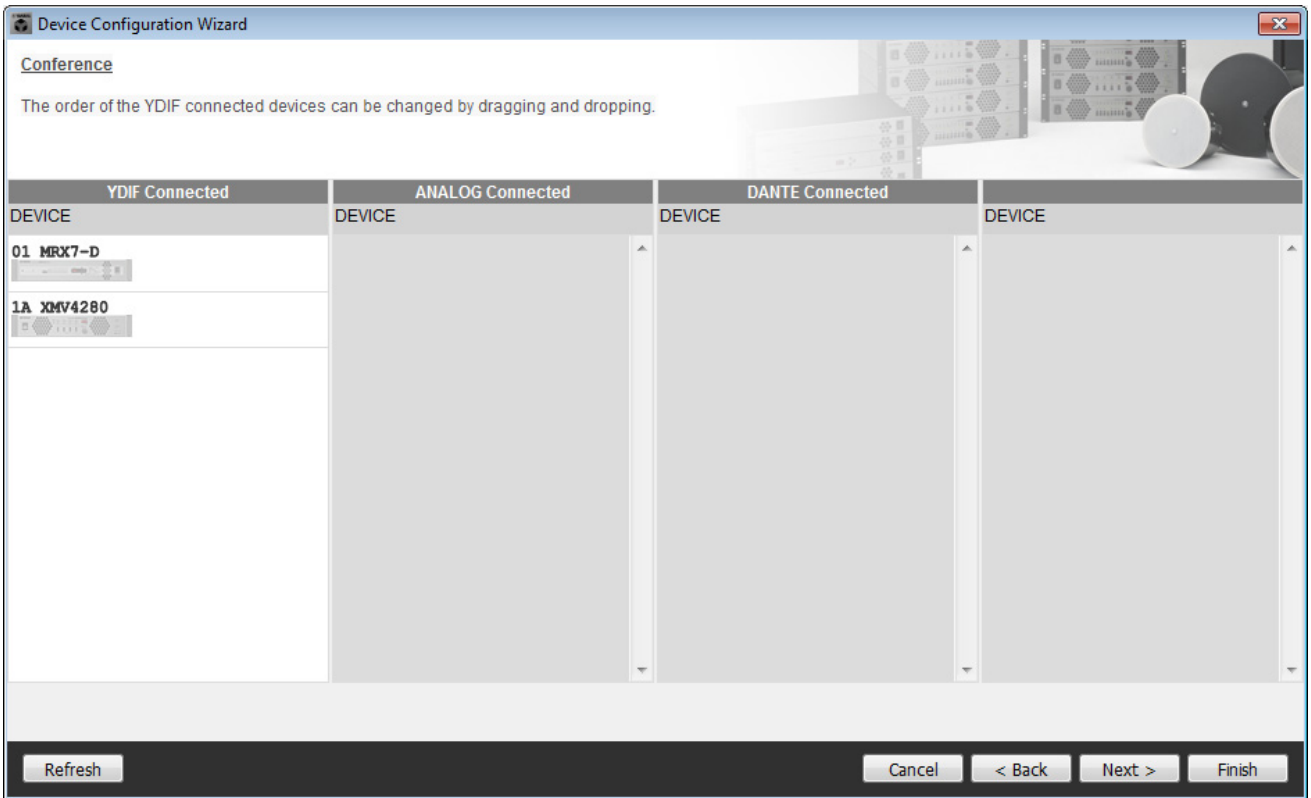 Device Configuration Wizard
Conference
The order of the YDIF connected devices can be changed by dragging and dropping.
YDIF Connected
ANALOG Connected
DANTE Connected
DEVICE
DEVICE
DEVICE
DEVICE
01 MRX7-D
1A XMV4280
Refresh
Cancel
< Back
Next >
Finish